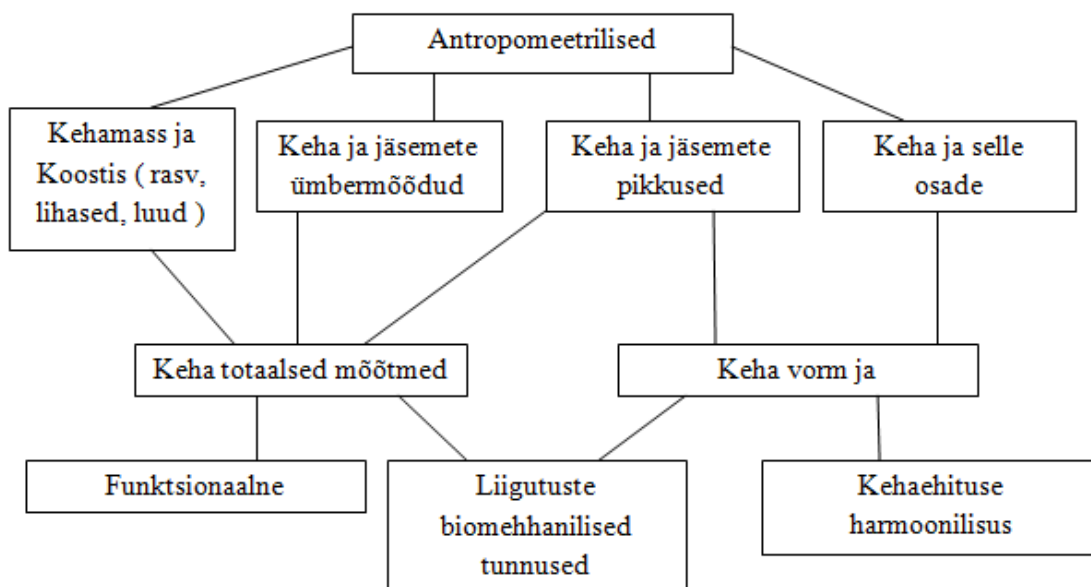 Antropomeetrilised
Kehamass ja
Koostis ( rasv,
lihased, luud )
Keha ja jäsemete
ümbermõõdud
Keha ja jäsemete
pikkused
Keha ja selle
osade
Keha totaalsed mõõtmed
Keha vorm ja
Funktsionaalne
Liigutuste
biomehhanilised
tunnused
Kehaehituse
harmoonilisus